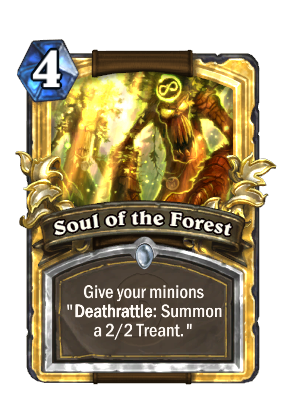 4
Soul of the Forest
Give your minions
"Deathrattle: Summon
a 2/2 Treant."